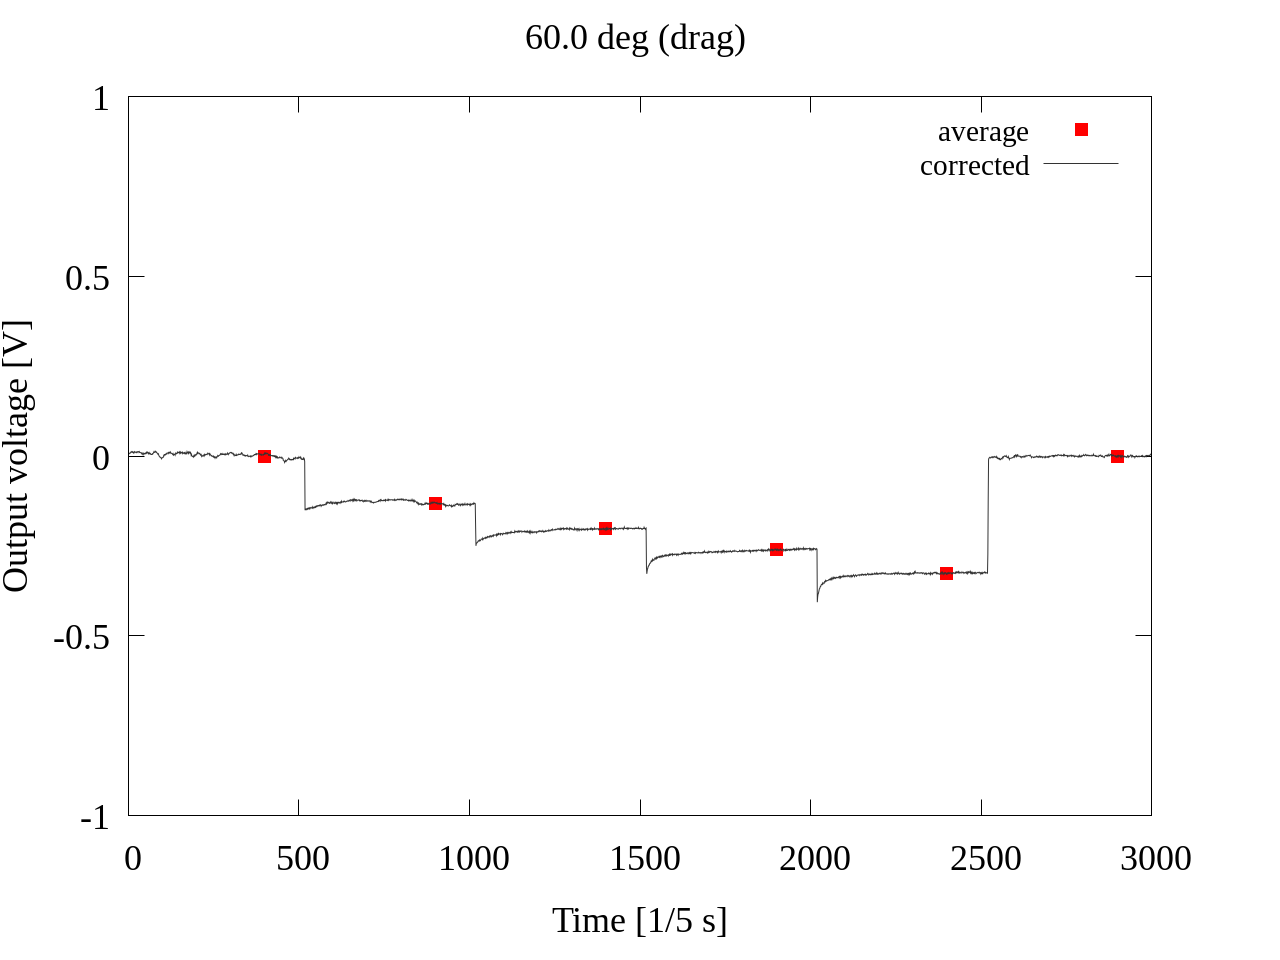 60.0 deg (drag)
average
corrected
Output voltage [V]
1
0.5
0
-0.5
-1
0 500 1000 1500 2000 2500 3000
Time [1/5 s]